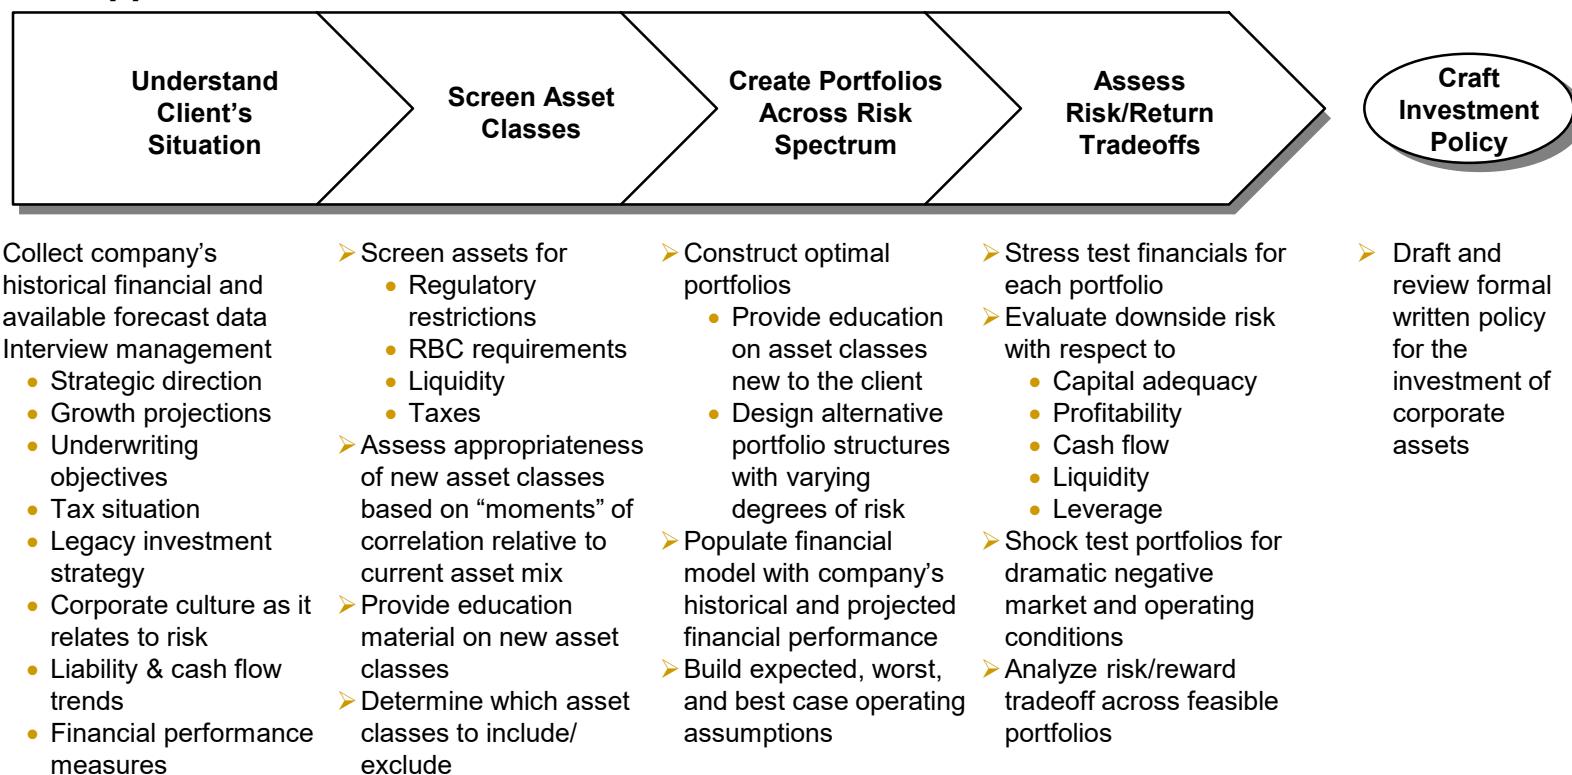 Understand
Client's
Situation
Screen Asset
Classes
Create Portfolios
Across Risk
Spectrum
Assess
Risk/Return
Tradeoffs
Craft
Investment
Policy
Collect company’s
historical financial and
available forecast data
Interview management
• Strategic direction
• Growth projections
• Underwriting
objectives
• Tax situation
• Legacy investment
strategy
• Corporate culture as it
relates to risk
• Liability & cash flow
trends
• Financial performance
measures
➢ Screen assets for
• Regulatory
restrictions
• RBC requirements
• Liquidity
• Taxes
➢ Assess appropriateness
of new asset classes
based on “moments” of
correlation relative to
current asset mix
➢ Provide education
material on new asset
classes
➢ Determine which asset
classes to include/
exclude
➢ Construct optimal
portfolios
• Provide education
on asset classes
new to the client
• Design alternative
portfolio structures
with varying
degrees of risk
➢ Populate financial
model with company’s
historical and projected
financial performance
➢ Build expected, worst,
and best case operating
assumptions
➢ Stress test financials for
each portfolio
➢ Evaluate downside risk
with respect to
• Capital adequacy
• Profitability
• Cash flow
• Liquidity
• Leverage
➢ Shock test portfolios for
dramatic negative
market and operating
conditions
➢ Analyze risk/reward
tradeoff across feasible
portfolios
➢ Draft and
review formal
written policy
for the
investment of
corporate
assets